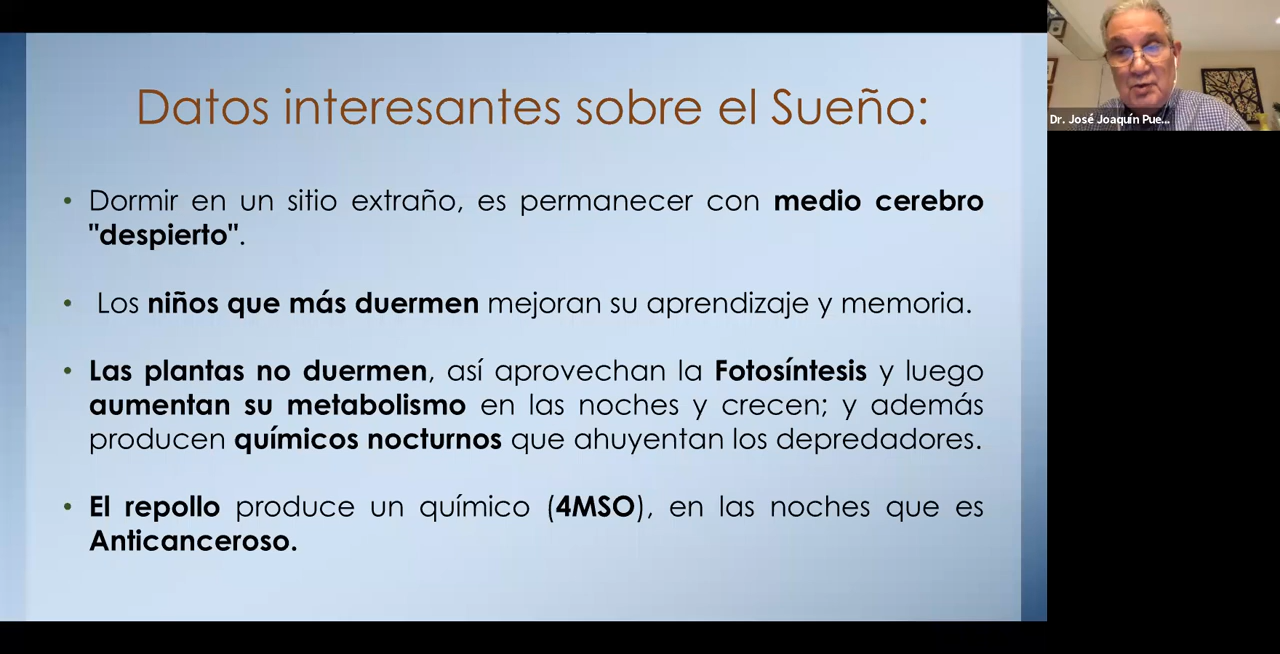 Datos interesantes sobre el Sueño:
• Dormir en un sitio extraño, es permanecer con medio cerebro
"despierto".
• Los niños que más duermen mejoran su aprendizaje y memoria.
• Las plantas no duermen, así aprovechan la Fotosíntesis y luego
aumentan su metabolismo en las noches y crecen; y además
producen químicos nocturnos que ahuyentan los depredadores.
• El repollo produce un químico (4MSO), en las noches que es
Anticanceroso.
Dr. José Joaquín Pue...